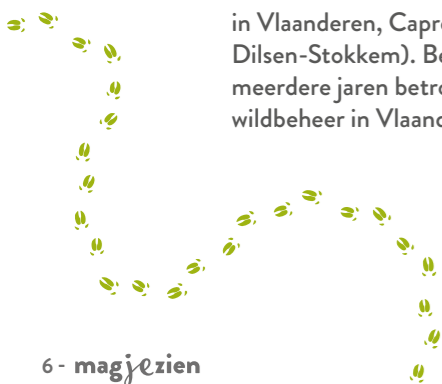 in Vlaanderen, Capre
Dilsen-Stokkem). Be
meerdere jaren betro
wildbeheer in Vlaand
6 - magjezien